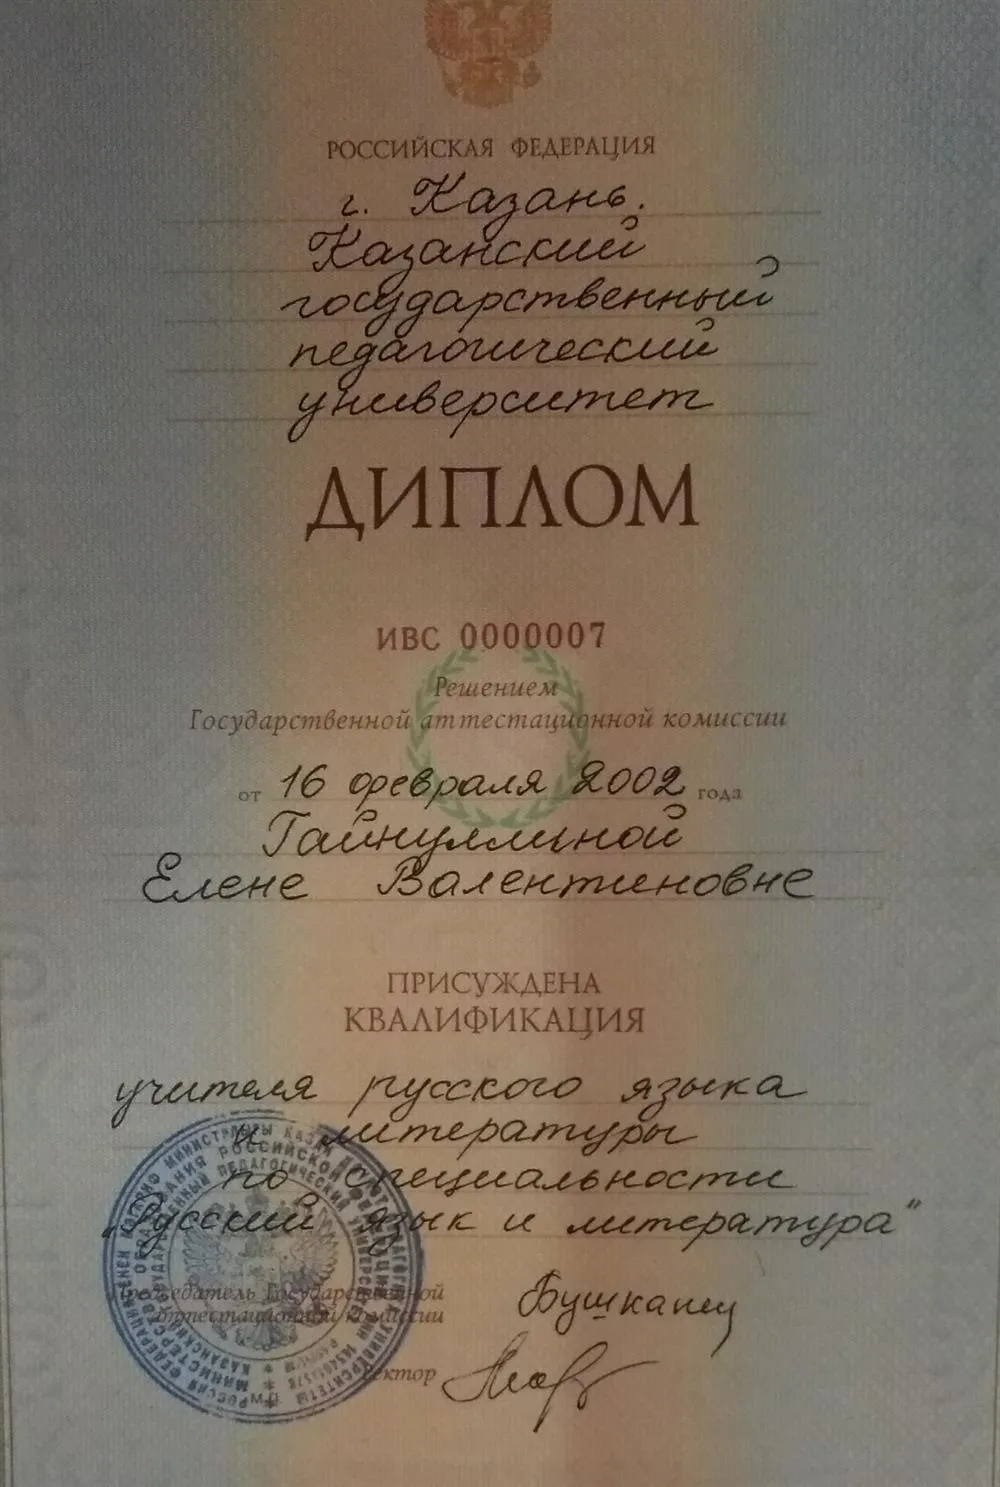 РОССИЙСКАЯ ФЕДЕРАЦИЯ
г. Казань.
Казанский
государственный
педагогический
университет
ДИПЛОМ
ИВС 0000007
Решением
Государственной аттестационной комиссии
от 16 февраля 2002 года
Гайнуллиной
Елене Валентиновне
ПРИСУЖДЕНА
КВАЛИФИКАЦИЯ
учителя русского языка
и литературы
по специальности
„Русский язык и литература"
Председатель Государственной
аттестационной комиссии
Бушканец
Ректор
М.П.